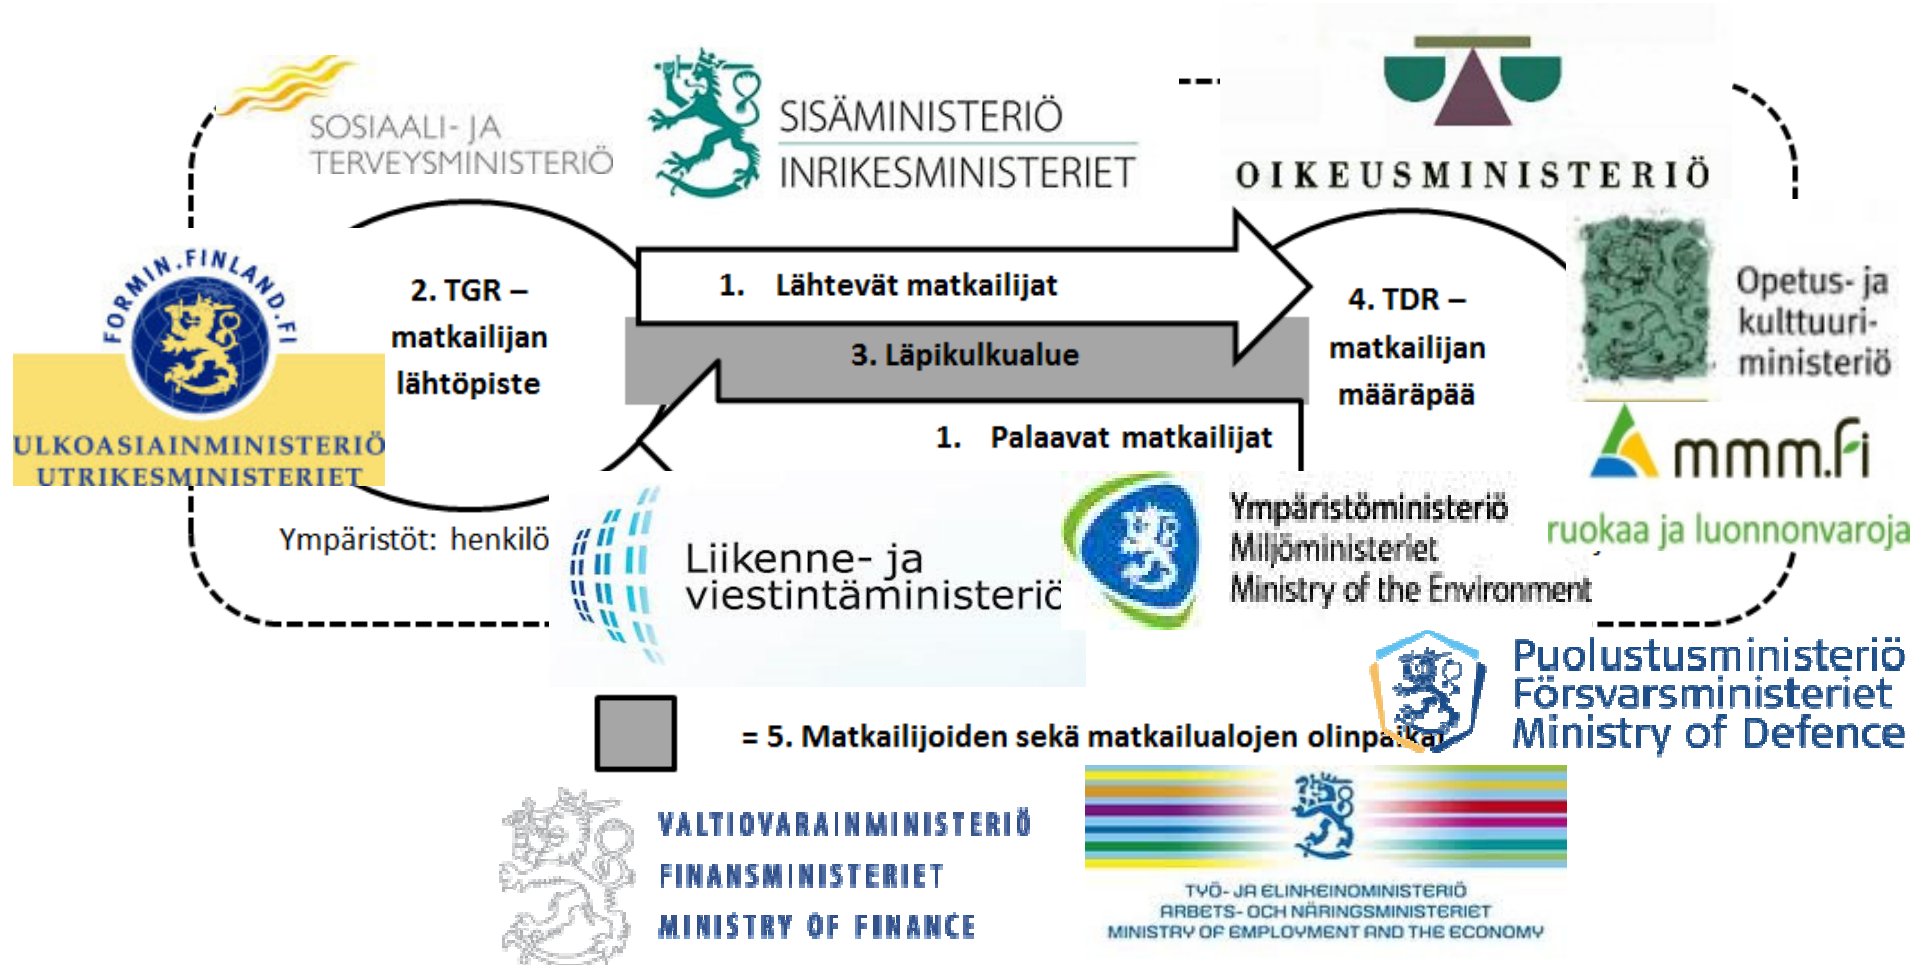 SOSIAALI- JA
TERVEYSMINISTERIÖ
SISÄMINISTERIÖ
INRIKESMINISTERIET
OIKEUSMINISTERIÖ
FORMIN.FINLAND.FI
ULKOASIAINMINISTERIÖ
UTRIKESMINISTERIET
2. TGR –
matkailijan
lähtöpiste
1. Lähtevät matkailijat
3. Läpikulkualue
1. Palaavat matkailijat
4. TDR –
matkailijan
määräpää
Opetus- ja
kulttuuri-
ministeriö
mmm.fi
ruokaa ja luonnonvaroja
Ympäristöt: henkilö
Liikenne- ja
viestintäministeriö
Ympäristöministeriö
Miljöministeriet
Ministry of the Environment
Puolustusministeriö
Försvarsministeriet
Ministry of Defence
= 5. Matkailijoiden sekä matkailualojen olinpaikat
VALTIOVARAINMINISTERIÖ
FINANSMINISTERIET
MINISTRY OF FINANCE
TYÖ- JA ELINKEINOMINISTERIÖ
ARBETS- OCH NÄRINGSMINISTERIET
MINISTRY OF EMPLOYMENT AND THE ECONOMY